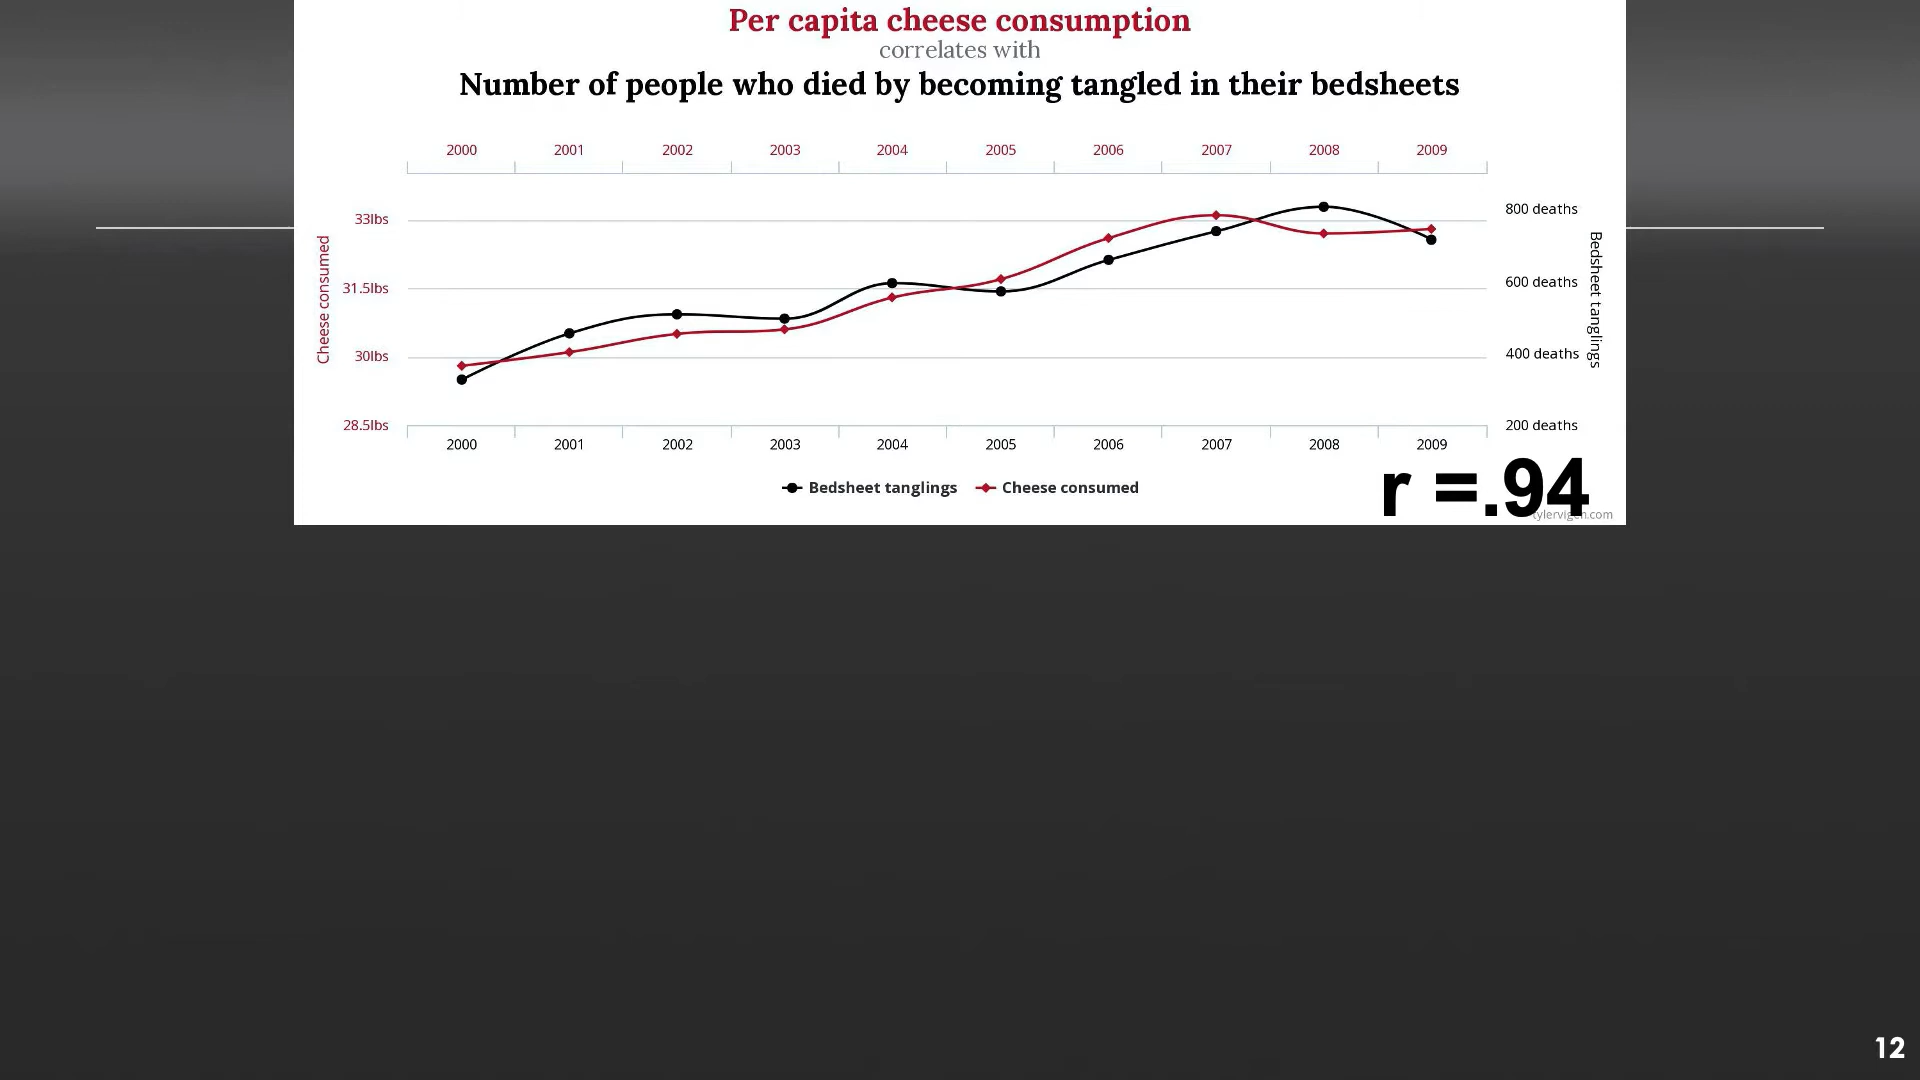 Per capita cheese consumption
correlates with
Number of people who died by becoming tangled in their bedsheets
2000 2001 2002 2003 2004 2005 2006 2007 2008 2009
33lbs
31.5lbs
30lbs
28.5lbs
Cheese consumed
800 deaths
600 deaths
400 deaths
200 deaths
Bedsheet tanglings
2000 2001 2002 2003 2004 2005 2006 2007 2008 2009
Bedsheet tanglings Cheese consumed
r =.94
tylervigen.com
12